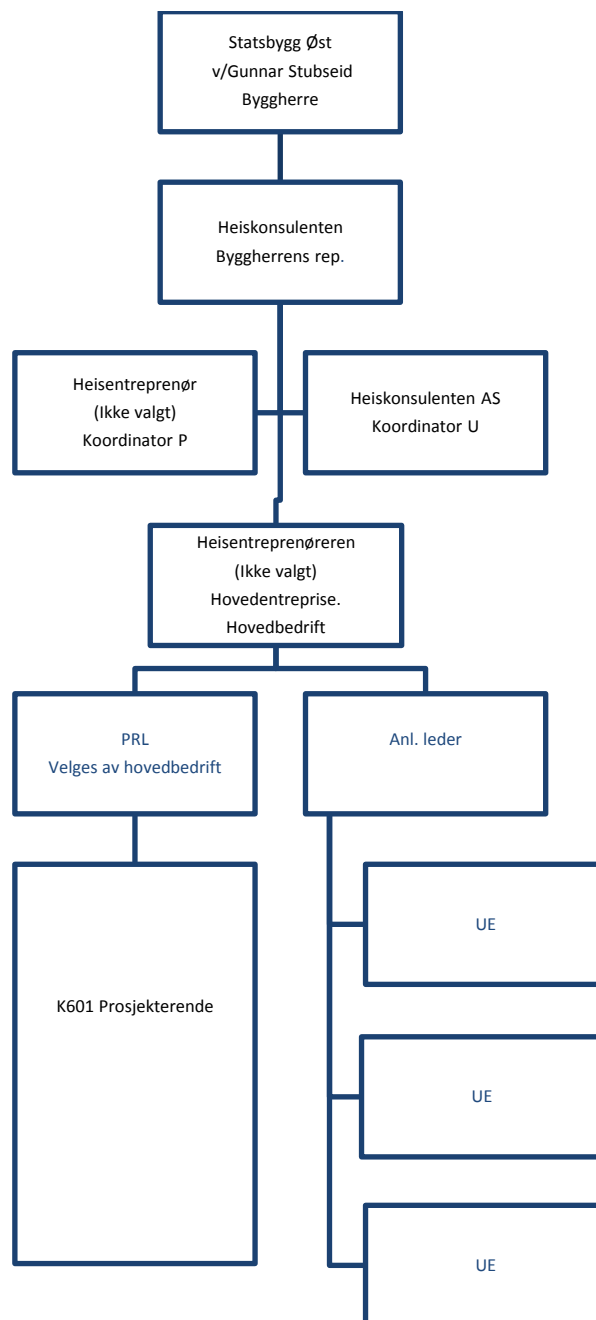 Statsbygg Øst
v/Gunnar Stubseid
Byggherre
Heiskonsulenten
Byggherrens rep.
Heisentreprenør
(Ikke valgt)
Koordinator P
Heiskonsulenten AS
Koordinator U
Heisentreprenøreren
(Ikke valgt)
Hovedentreprise.
Hovedbedrift
PRL
Velges av hovedbedrift
Anl. leder
K601 Prosjekterende
UE
UE
UE